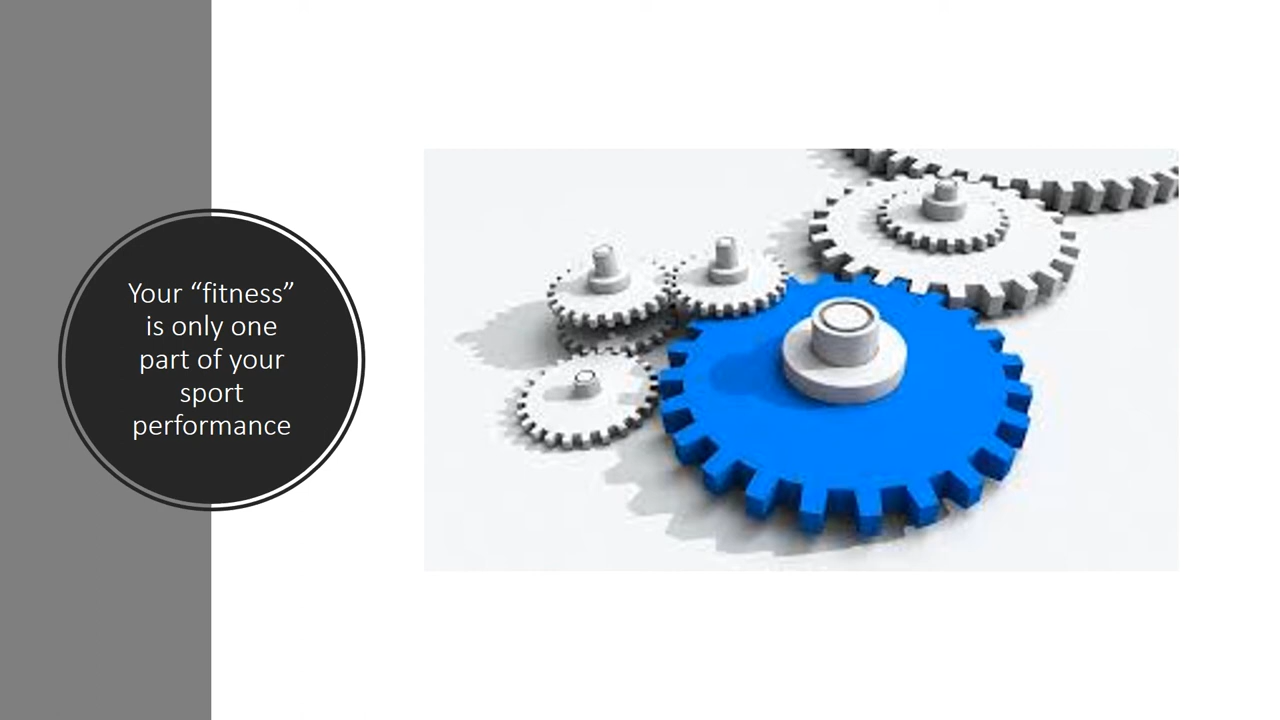 Your “fitness”
is only one
part of your
sport
performance